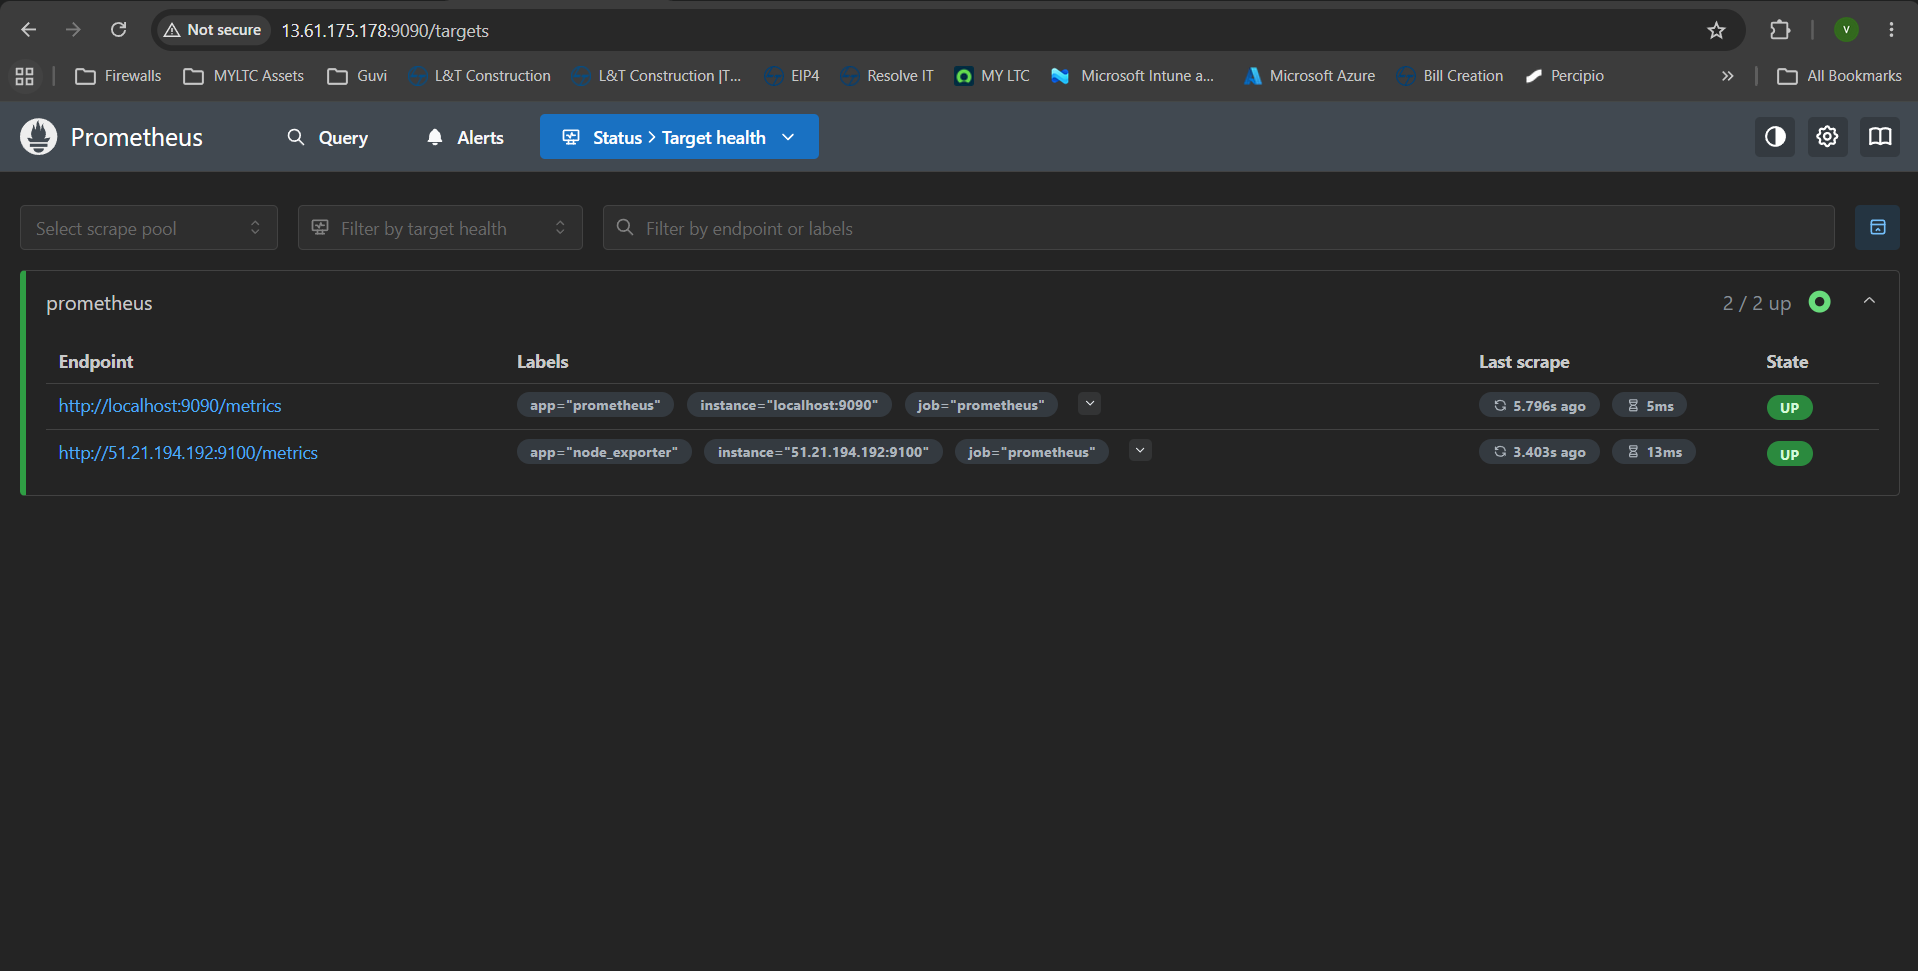 Not secure 13.61.175.178:9090/targets V
Firewalls MYLTC Assets Guvi L&T Construction L&T Construction |T... EIP4 Resolve IT MY LTC Microsoft Intune a... Microsoft Azure Bill Creation Percipio » All Bookmarks
Prometheus Query Alerts Status > Target health
Select scrape pool Filter by target health Filter by endpoint or labels
prometheus 2 / 2 up
Endpoint Labels Last scrape State
http://localhost:9090/metrics app="prometheus" instance="localhost:9090" job="prometheus" 5.796s ago 5ms UP
http://51.21.194.192:9100/metrics app="node_exporter" instance="51.21.194.192:9100" job="prometheus" 3.403s ago 13ms UP